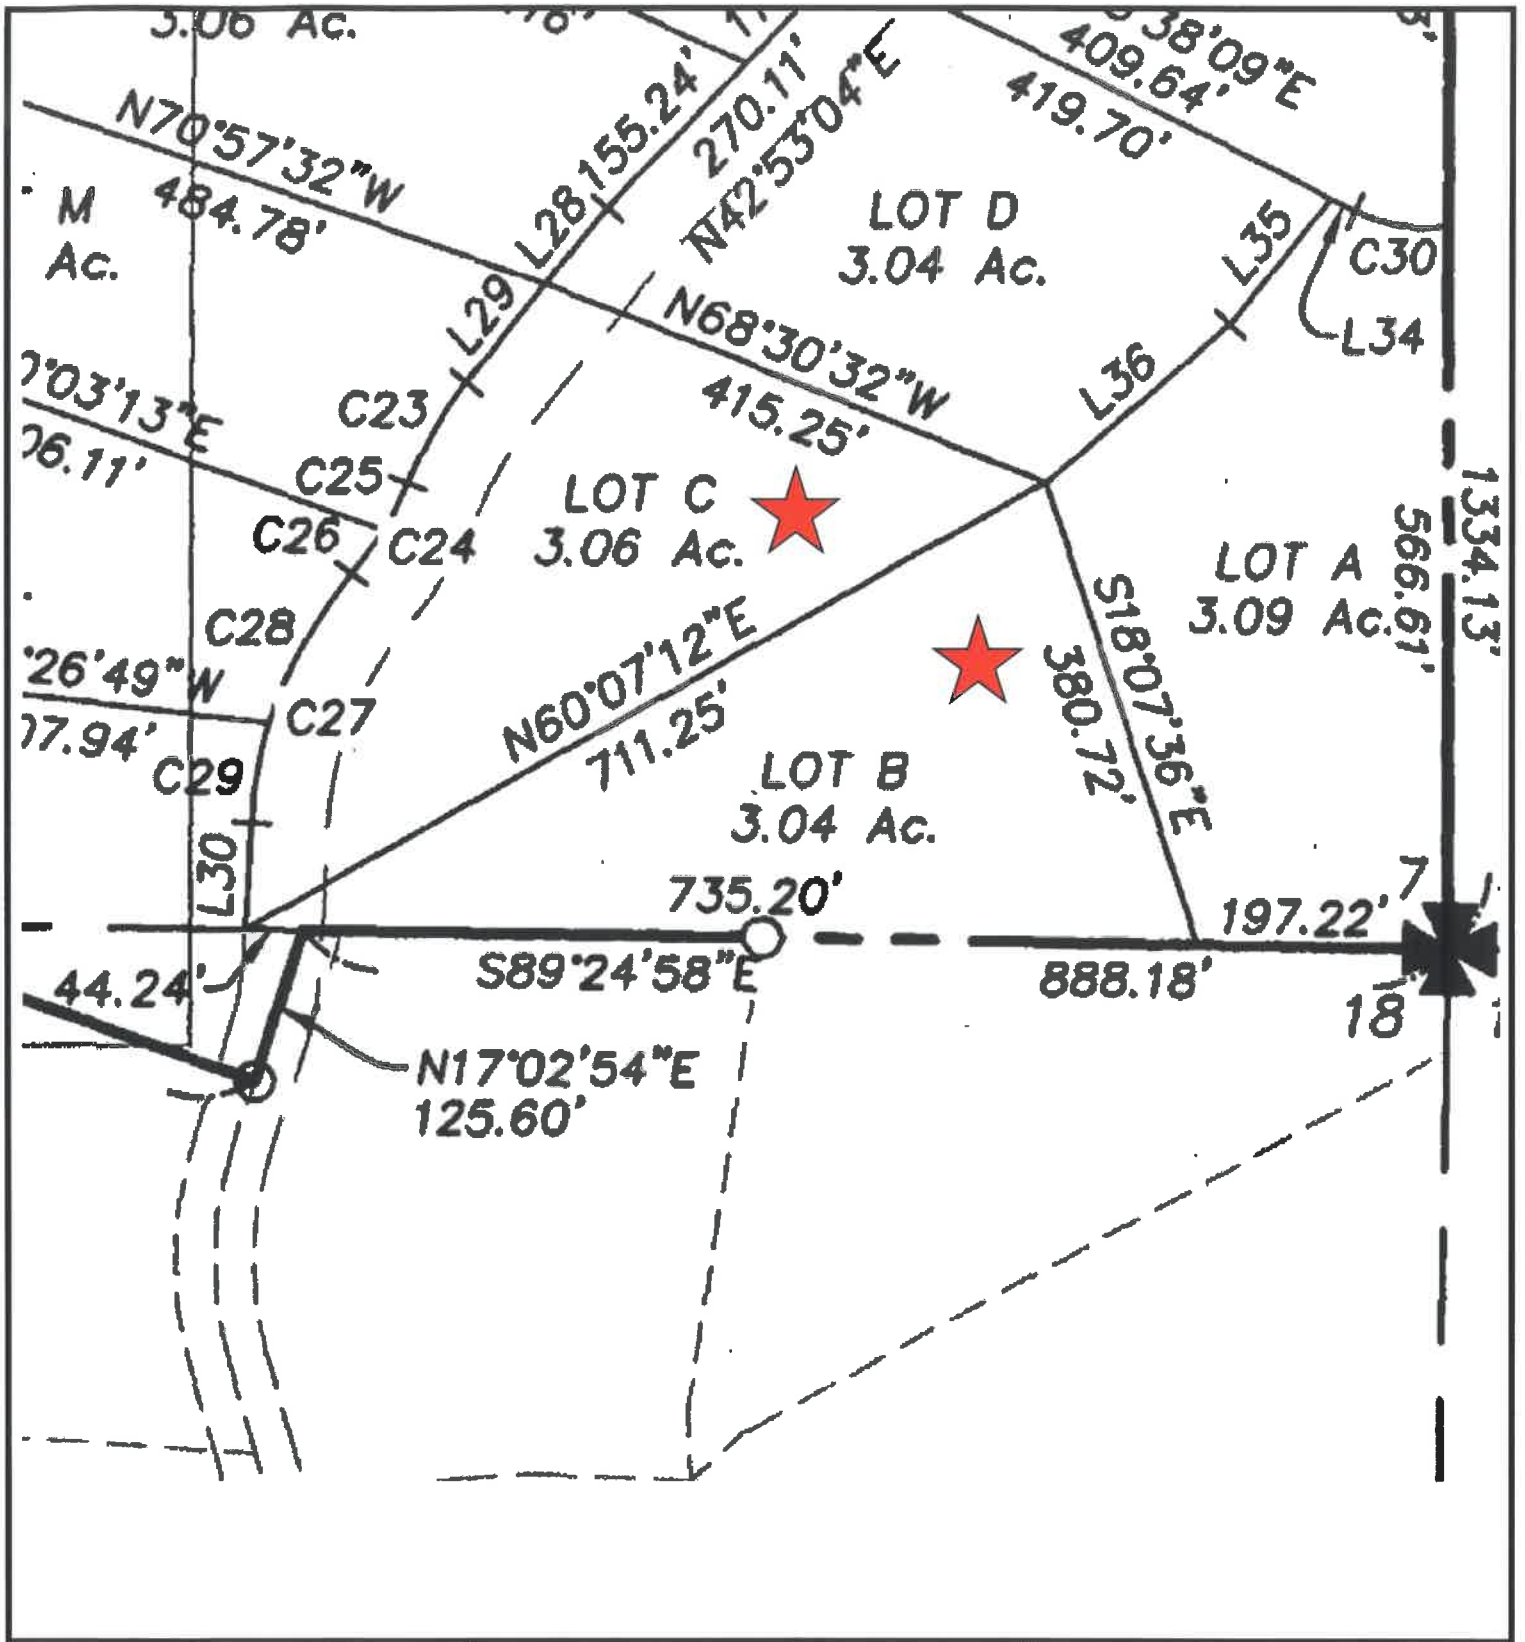 3.06 Ac.
N70°57'32"W
484.78'
M
Ac.
L28
155.24'
270.11'
N42°53'04"E
38'09"E
409.64'
419.70'
LOT D
3.04 Ac.
L35
C30
L34
L36
L29
N68°30'32"W
415.25'
C23
03'13"E
06.11'
C25
C26
C24
LOT C
3.06 Ac.
LOT A
3.09 Ac.
566.61'
1334.13'
S18°07'36"E
380.72'
C28
°26'49"W
07.94'
C27
C29
N60°07'12"E
711.25'
LOT B
3.04 Ac.
L30
735.20'
197.22'
7
44.24'
S89°24'58"E
888.18'
18
N17°02'54"E
125.60'